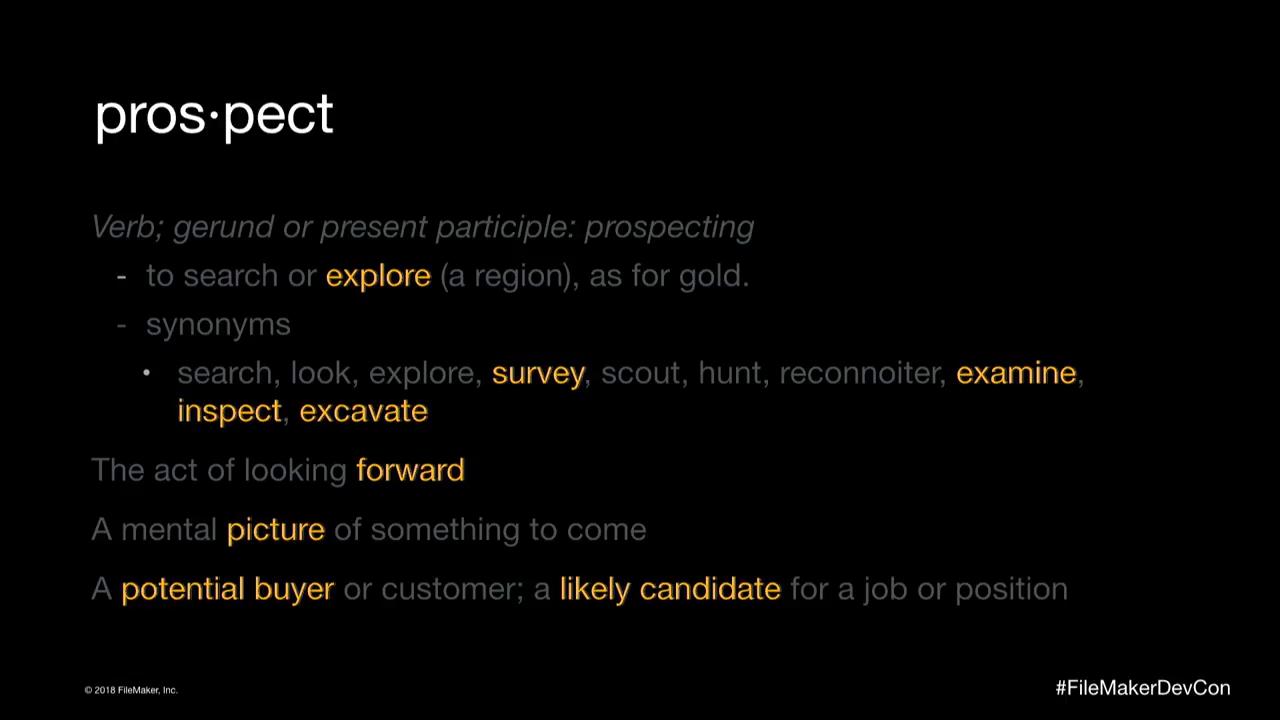 pros·pect
Verb; gerund or present participle: prospecting
- to search or explore (a region), as for gold.
- synonyms
• search, look, explore, survey, scout, hunt, reconnoiter, examine,
inspect, excavate
The act of looking forward
A mental picture of something to come
A potential buyer or customer; a likely candidate for a job or position
© 2018 FileMaker, Inc.
#FileMakerDevCon